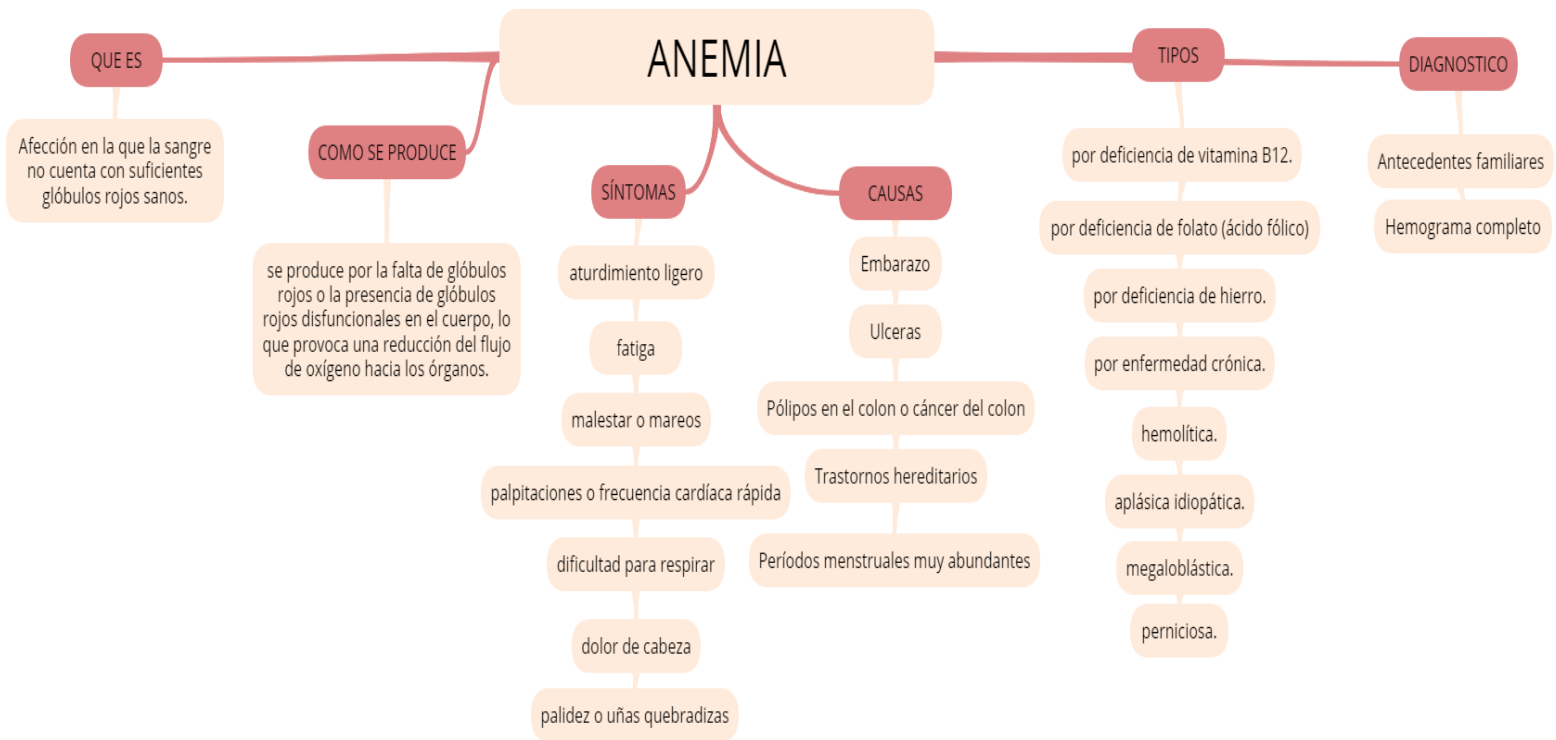 ANEMIA
QUE ES
Afección en la que la sangre
no cuenta con suficientes
glóbulos rojos sanos.
COMO SE PRODUCE
se produce por la falta de glóbulos
rojos o la presencia de glóbulos
rojos disfuncionales en el cuerpo, lo
que provoca una reducción del flujo
de oxígeno hacia los órganos.
SÍNTOMAS
aturdimiento ligero
fatiga
malestar o mareos
palpitaciones o frecuencia cardíaca rápida
dificultad para respirar
dolor de cabeza
palidez o uñas quebradizas
CAUSAS
Embarazo
Ulceras
Pólipos en el colon o cáncer del colon
Trastornos hereditarios
Períodos menstruales muy abundantes
TIPOS
por deficiencia de vitamina B12.
por deficiencia de folato (ácido fólico)
por deficiencia de hierro.
por enfermedad crónica.
hemolítica.
aplásica idiopática.
megaloblástica.
perniciosa.
DIAGNOSTICO
Antecedentes familiares
Hemograma completo